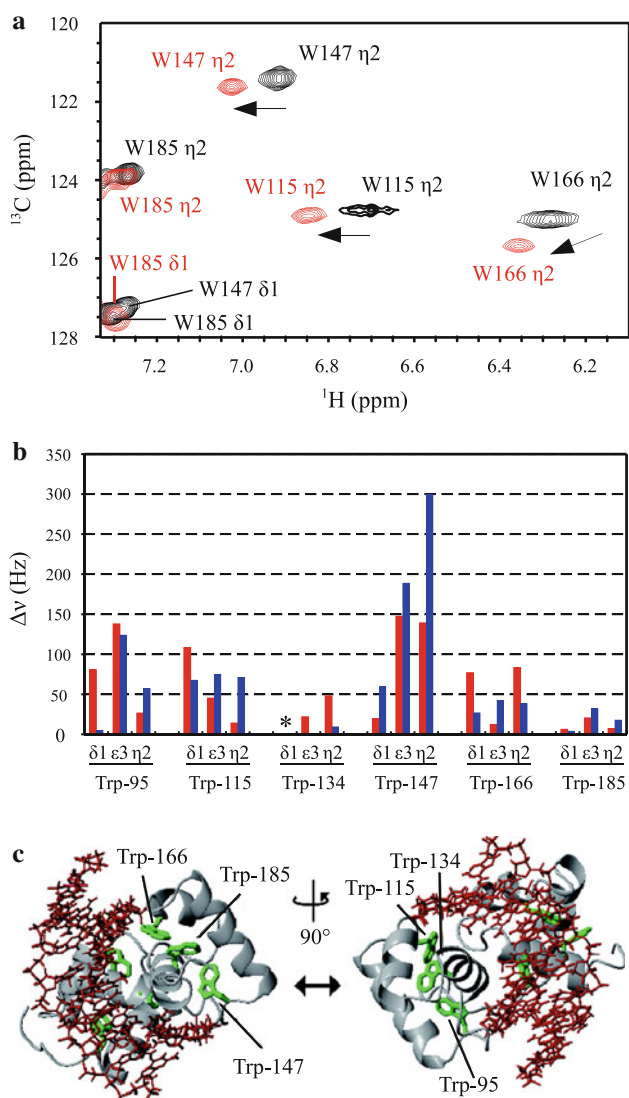 a
120
122
124
126
128
¹³C (ppm)
W147 η2
W147 η2
W185 η2
W185 η2
W115 η2
W115 η2
W166 η2
W166 η2
W185 δ1
W147 δ1
W185 δ1
7.2 7.0 6.8 6.6 6.4 6.2
¹H (ppm)
b
350
300
250
200
150
100
50
0
Δν (Hz)
*
δ1 ε3 η2 δ1 ε3 η2 δ1 ε3 η2 δ1 ε3 η2 δ1 ε3 η2 δ1 ε3 η2
Trp-95 Trp-115 Trp-134 Trp-147 Trp-166 Trp-185
c
Trp-166
Trp-185
Trp-147
90°
Trp-134
Trp-115
Trp-95